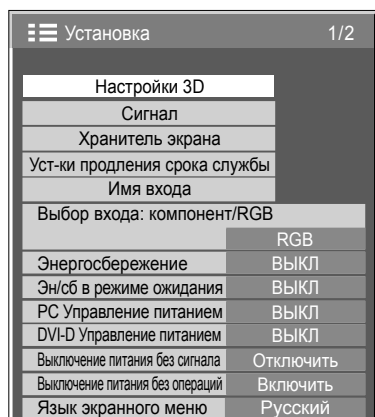 Установка 1/2
Настройки 3D
Сигнал
Хранитель экрана
Уст-ки продления срока службы
Имя входа
Выбор входа: компонент/RGB
RGB
Энергосбережение ВЫКЛ
Эн/сб в режиме ожидания ВЫКЛ
РС Управление питанием ВЫКЛ
DVI-D Управление питанием ВЫКЛ
Выключение питания без сигнала Отключить
Выключение питания без операций Включить
Язык экранного меню Русский